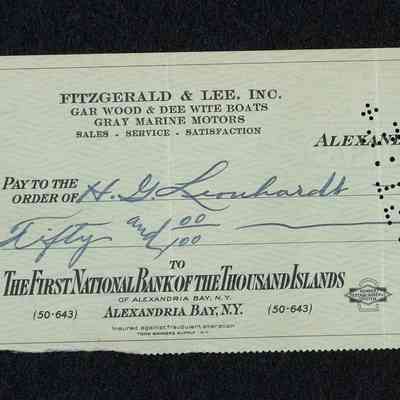 FITZGERALD & LEE, INC.
GAR WOOD & DEE WITE BOATS
GRAY MARINE MOTORS
SALES - SERVICE - SATISFACTION
ALEXAN
PAY TO THE
ORDER OF H. G. Leonhardt
Fifty and 00/100
TO
THE FIRST NATIONAL BANK OF THE THOUSAND ISLANDS
OF ALEXANDRIA BAY, N.Y.
(50-643) ALEXANDRIA BAY, N.Y. (50-643)
Insured against fraudulent alteration